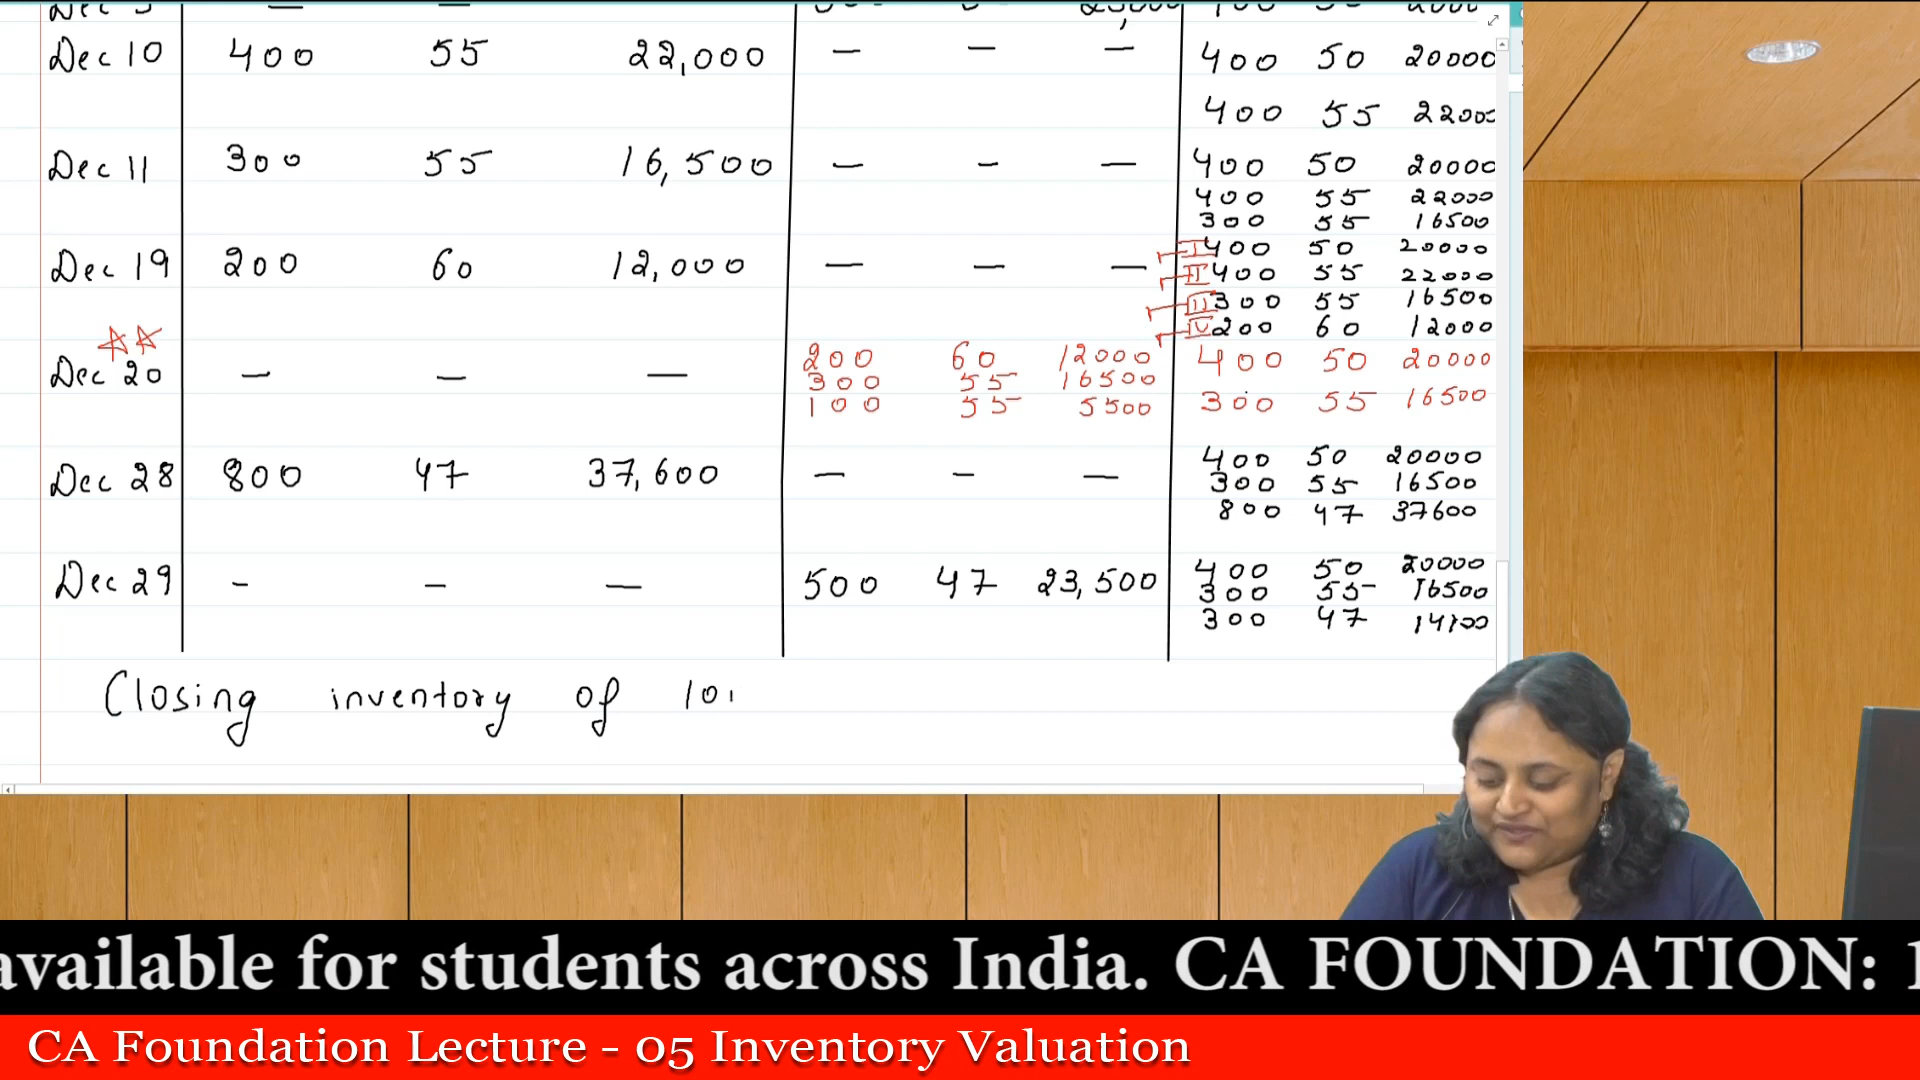 Dec 10 400 55 22,000 — — — 400 50 20000
400 55 22000
Dec 11 300 55 16,500 — - — 400 50 20000
400 55 22000
300 55 16500
Dec 19 200 60 12,000 — — — I 400 50 20000
II 400 55 22000
300 55 16500
200 60 12000
Dec 20 — — — 200 60 12000 400 50 20000
300 55 16500
100 55 5500 300 55 16500
Dec 28 800 47 37,600 — - — 400 50 20000
300 55 16500
800 47 37600
Dec 29 - - — 500 47 23,500 400 50 20000
300 55 16500
300 47 14100
Closing inventory of
available for students across India. CA FOUNDATION: 1
CA Foundation Lecture - 05 Inventory Valuation